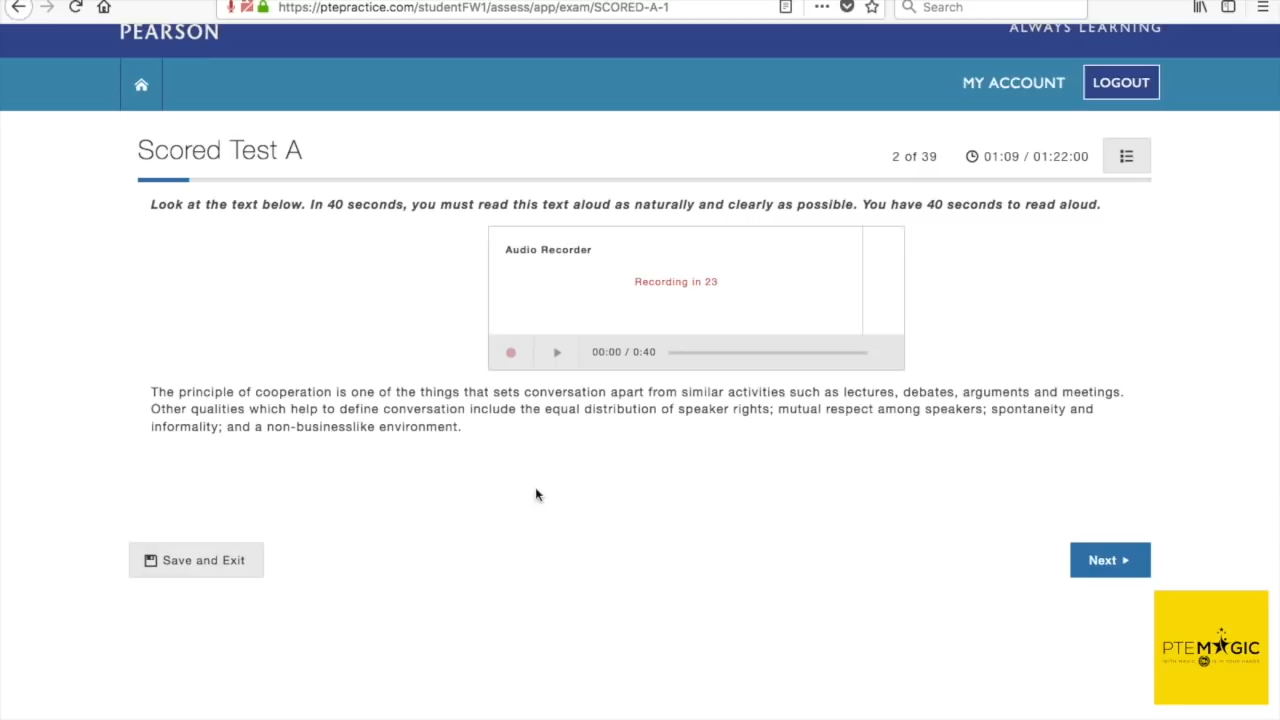 https://ptepractice.com/studentFW1/assess/app/exam/SCORED-A-1
Search
PEARSON
ALWAYS LEARNING
MY ACCOUNT
LOGOUT
Scored Test A
2 of 39
01:09 / 01:22:00
Look at the text below. In 40 seconds, you must read this text aloud as naturally and clearly as possible. You have 40 seconds to read aloud.
Audio Recorder
Recording in 23
00:00 / 0:40
The principle of cooperation is one of the things that sets conversation apart from similar activities such as lectures, debates, arguments and meetings.
Other qualities which help to define conversation include the equal distribution of speaker rights; mutual respect among speakers; spontaneity and
informality; and a non-businesslike environment.
Save and Exit
Next
PTEMAGIC